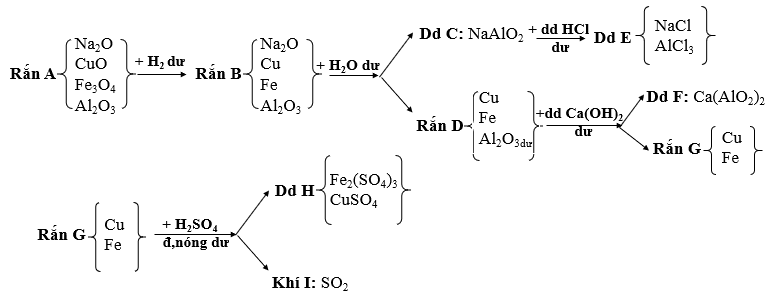 Rắn A { Na₂O CuO Fe₃O₄ Al₂O₃ } + H₂ dư → Rắn B { Na₂O Cu Fe Al₂O₃ } + H₂O dư
Dd C: NaAlO₂ + dd HCl dư → Dd E { NaCl AlCl₃
Rắn D { Cu Fe Al₂O₃dư } +dd Ca(OH)₂ dư
Dd F: Ca(AlO₂)₂
Rắn G { Cu Fe }
Rắn G { Cu Fe } + H₂SO₄ đ,nóng dư
Dd H { Fe₂(SO₄)₃ CuSO₄ }
Khí I: SO₂